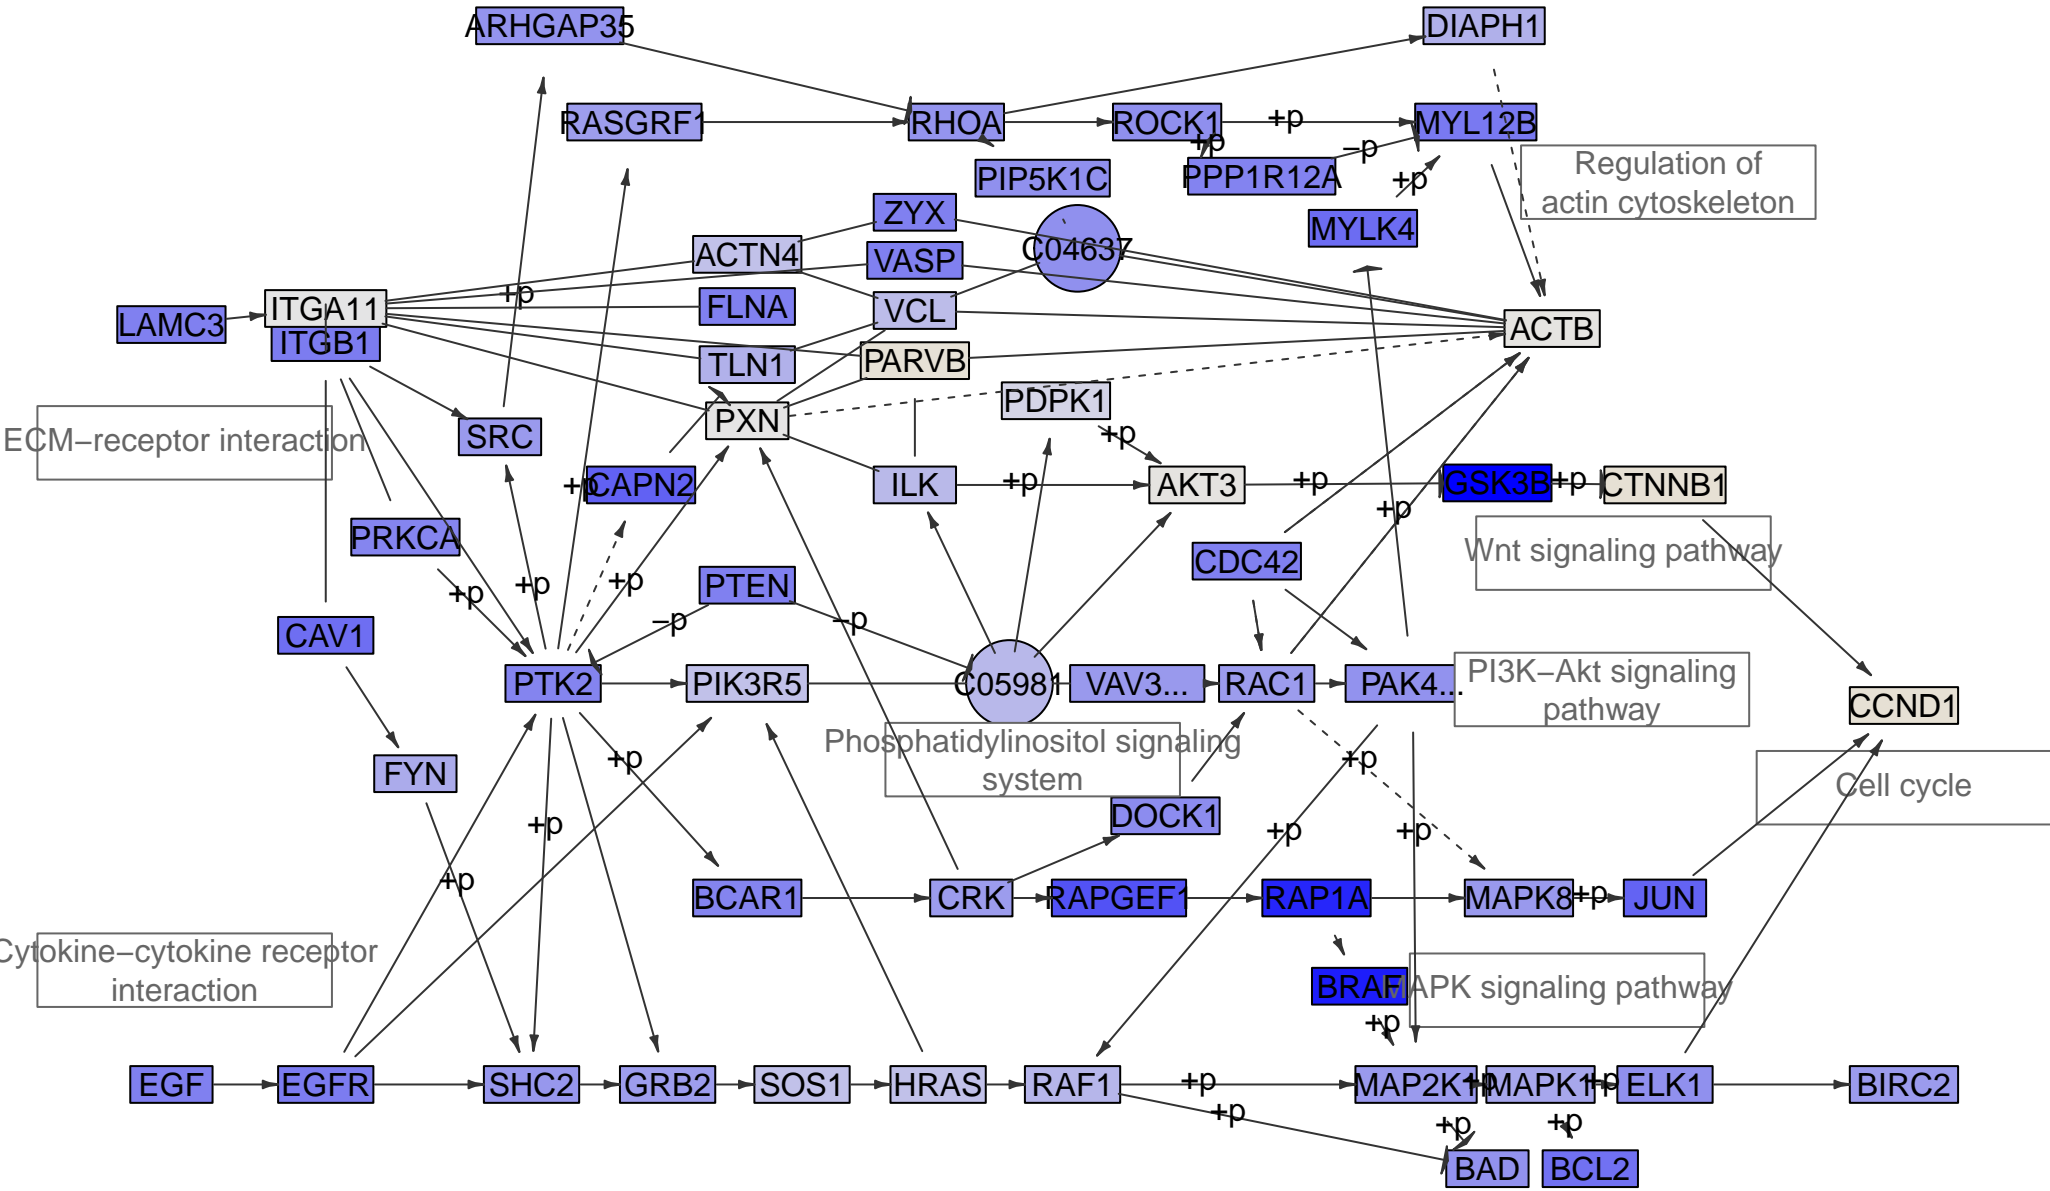 ARHGAP35
DIAPH1
RASGRF1
RHOA
ROCK1
+p
MYL12B
+p
−p
PIP5K1C
PPP1R12A
+p
Regulation of
actin cytoskeleton
ZYX
MYLK4
ACTN4
C04637
VASP
+p
ITGA11
FLNA
VCL
LAMC3
ITGB1
ACTB
TLN1
PARVB
PDPK1
PXN
+p
ECM−receptor interaction
SRC
+p
CAPN2
ILK
+p
AKT3
+p
GSK3B
+p
CTNNB1
+p
PRKCA
CDC42
Wnt signaling pathway
+p
+p
+p
PTEN
−p
−p
CAV1
PTK2
PIK3R5
C05981
VAV3...
RAC1
PAK4...
PI3K−Akt signaling
pathway
CCND1
Phosphatidylinositol signaling
system
+p
+p
FYN
Cell cycle
DOCK1
+p
+p
+p
+p
BCAR1
CRK
RAPGEF1
RAP1A
MAPK8
+p
JUN
Cytokine−cytokine receptor
interaction
BRAF
MAPK signaling pathway
+p
EGF
EGFR
SHC2
GRB2
SOS1
HRAS
RAF1
+p
MAP2K1
+p
MAPK1
+p
ELK1
BIRC2
+p
+p
+p
BAD
BCL2